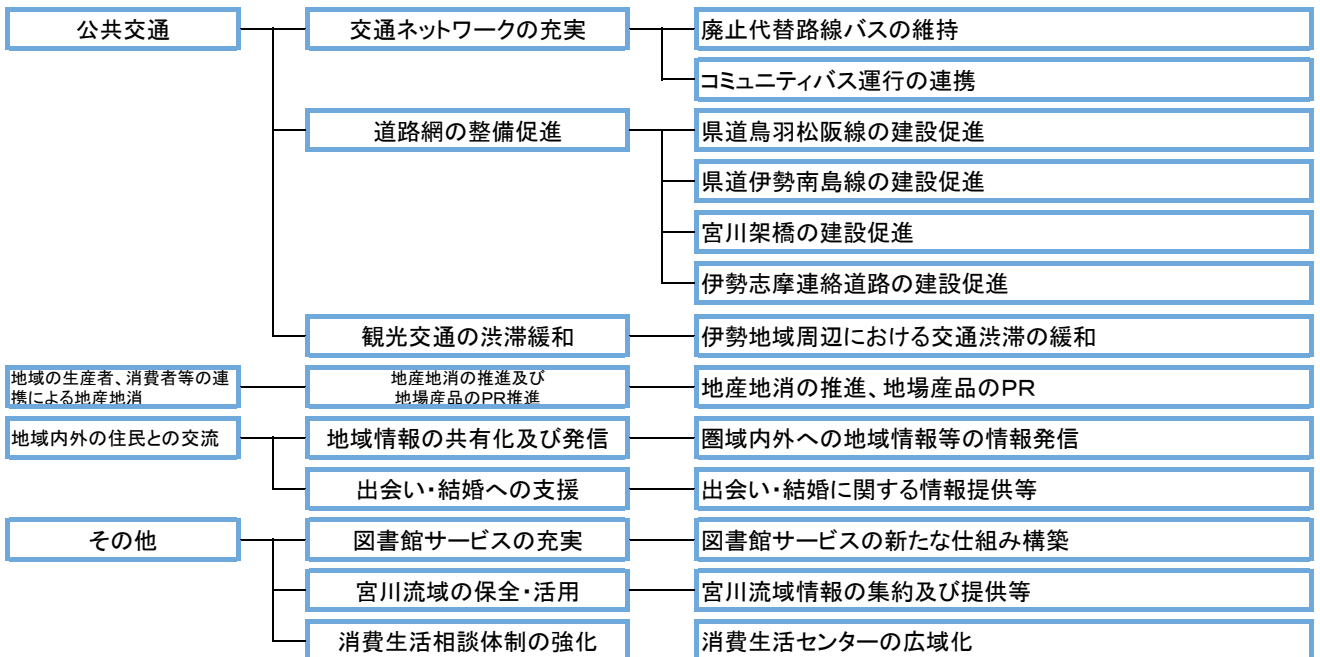 公共交通
交通ネットワークの充実
廃止代替路線バスの維持
コミュニティバス運行の連携
道路網の整備促進
県道鳥羽松阪線の建設促進
県道伊勢南島線の建設促進
宮川架橋の建設促進
伊勢志摩連絡道路の建設促進
観光交通の渋滞緩和
伊勢地域周辺における交通渋滞の緩和
地域の生産者、消費者等の連
携による地産地消
地産地消の推進及び
地場産品のPR推進
地産地消の推進、地場産品のPR
地域内外の住民との交流
地域情報の共有化及び発信
圏域内外への地域情報等の情報発信
出会い・結婚への支援
出会い・結婚に関する情報提供等
その他
図書館サービスの充実
図書館サービスの新たな仕組み構築
宮川流域の保全・活用
宮川流域情報の集約及び提供等
消費生活相談体制の強化
消費生活センターの広域化